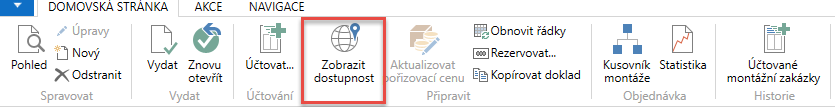 DOMOVSKÁ STRÁNKA AKCE NAVIGACE
Pohled
Úpravy
Nový
Odstranit
Spravovat
Vydat
Znovu
otevřít
Vydat
Účtovat...
Účtování
Zobrazit
dostupnost
Aktualizovat
pořizovací cenu
Obnovit řádky
Rezervovat...
Kopírovat doklad
Připravit
Kusovník
montáže
Statistika
Objednávka
Účtované
montážní zakázky
Historie